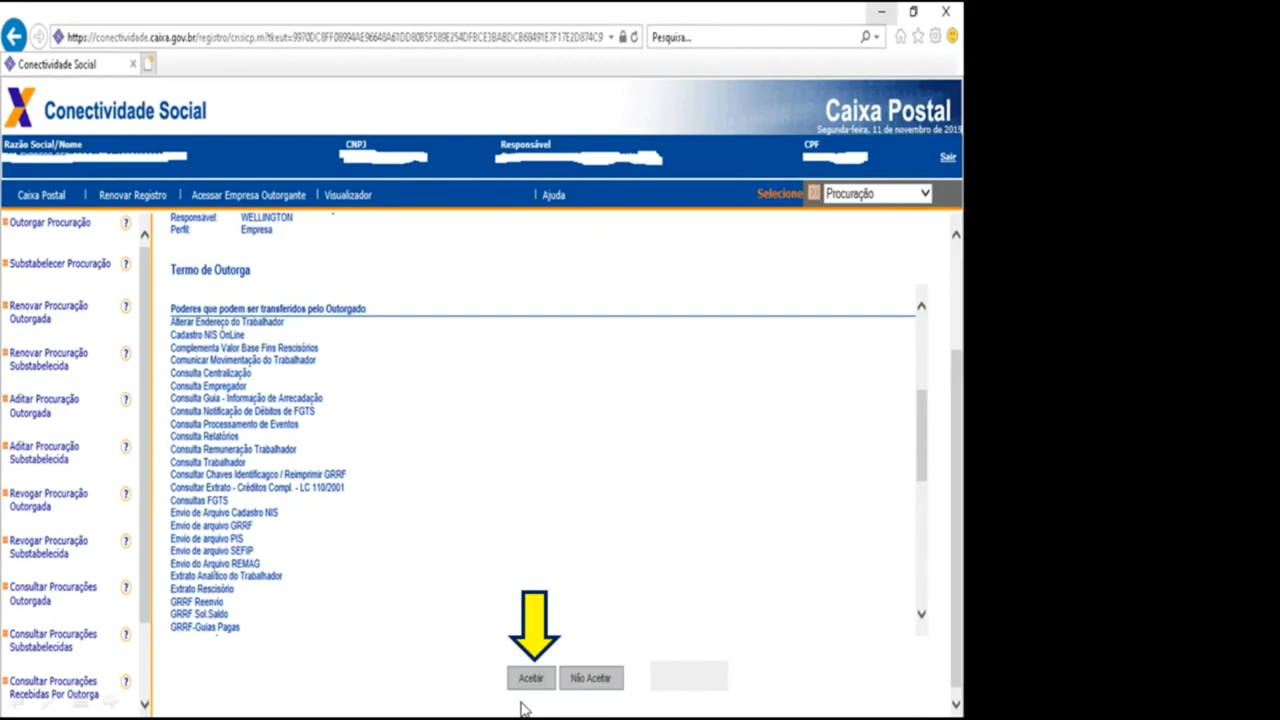 https://conectividade.caixa.gov.br/registro/cnsicp.m?
Pesquisa...
Conectividade Social
x
Conectividade Social
Caixa Postal
Segunda-feira, 11 de novembro de 2019
Razão Social/Nome
CNPJ
Responsável
CPF
Sair
Caixa Postal | Renovar Registro | Acessar Empresa Outorgante | Visualizador | Ajuda
Selecione
Procuração
Outorgar Procuração ?
Substabelecer Procuração ?
Renovar Procuração ?
Outorgada
Renovar Procuração ?
Substabelecida
Aditar Procuração ?
Outorgada
Aditar Procuração ?
Substabelecida
Revogar Procuração ?
Outorgada
Revogar Procuração ?
Substabelecida
Consultar Procurações ?
Outorgada
Consultar Procurações ?
Substabelecidas
Consultar Procurações ?
Recebidas Por Outorga
Responsável: WELLINGTON
Perfil: Empresa
Termo de Outorga
Poderes que podem ser transferidos pelo Outorgado
Alterar Endereço do Trabalhador
Cadastro NIS OnLine
Complementa Valor Base Fins Rescisórios
Comunicar Movimentação do Trabalhador
Consulta Centralização
Consulta Empregador
Consulta Guia - Informação de Arrecadação
Consulta Notificação de Débitos de FGTS
Consulta Processamento de Eventos
Consulta Relatórios
Consulta Remuneração Trabalhador
Consulta Trabalhador
Consultar Chaves Identificagco / Reimprimir GRRF
Consultar Extrato - Créditos Compl. - LC 110/2001
Consultas FGTS
Envio de Arquivo Cadastro NIS
Envio de arquivo GRRF
Envio de arquivo PIS
Envio de arquivo SEFIP
Envio do Arquivo REMAG
Extrato Analítico do Trabalhador
Extrato Rescisório
GRRF Reenvio
GRRF Sol.Saldo
GRRF-Guias Pagas
Acetar
Não Acetar